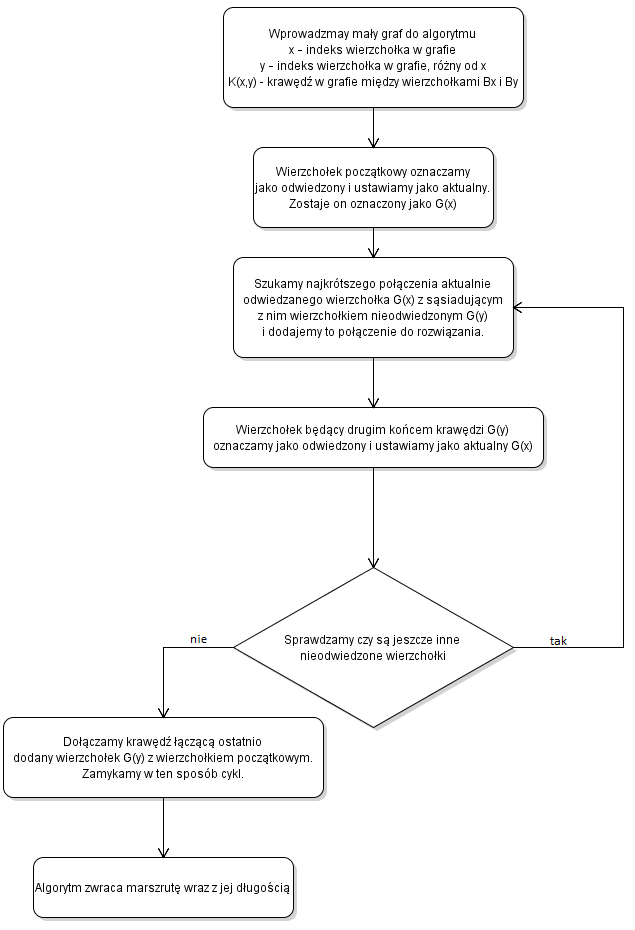 Wprowadzmay mały graf do algorytmu
x – indeks wierzchołka w grafie
y – indeks wierzchołka w grafie, różny od x
K(x,y) - krawędź w grafie między wierzchołkami Bx i By
Wierzchołek początkowy oznaczamy
jako odwiedzony i ustawiamy jako aktualny.
Zostaje on oznaczony jako G(x)
Szukamy najkrótszego połączenia aktualnie
odwiedzanego wierzchołka G(x) z sąsiadującym
z nim wierzchołkiem nieodwiedzonym G(y)
i dodajemy to połączenie do rozwiązania.
Wierzchołek będący drugim końcem krawędzi G(y)
oznaczamy jako odwiedzony i ustawiamy jako aktualny G(x)
Sprawdzamy czy są jeszcze inne
nieodwiedzone wierzchołki
nie
tak
Dołączamy krawędź łączącą ostatnio
dodany wierzchołek G(y) z wierzchołkiem początkowym.
Zamykamy w ten sposób cykl.
Algorytm zwraca marszrutę wraz z jej długością